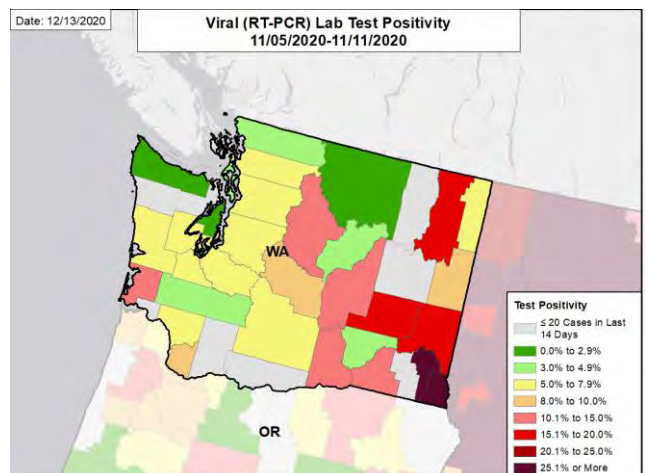 Date: 12/13/2020
Viral (RT-PCR) Lab Test Positivity
11/05/2020-11/11/2020
WA
OR
Test Positivity
≤ 20 Cases in Last
14 Days
0.0% to 2.9%
3.0% to 4.9%
5.0% to 7.9%
8.0% to 10.0%
10.1% to 15.0%
15.1% to 20.0%
20.1% to 25.0%
25.1% or More